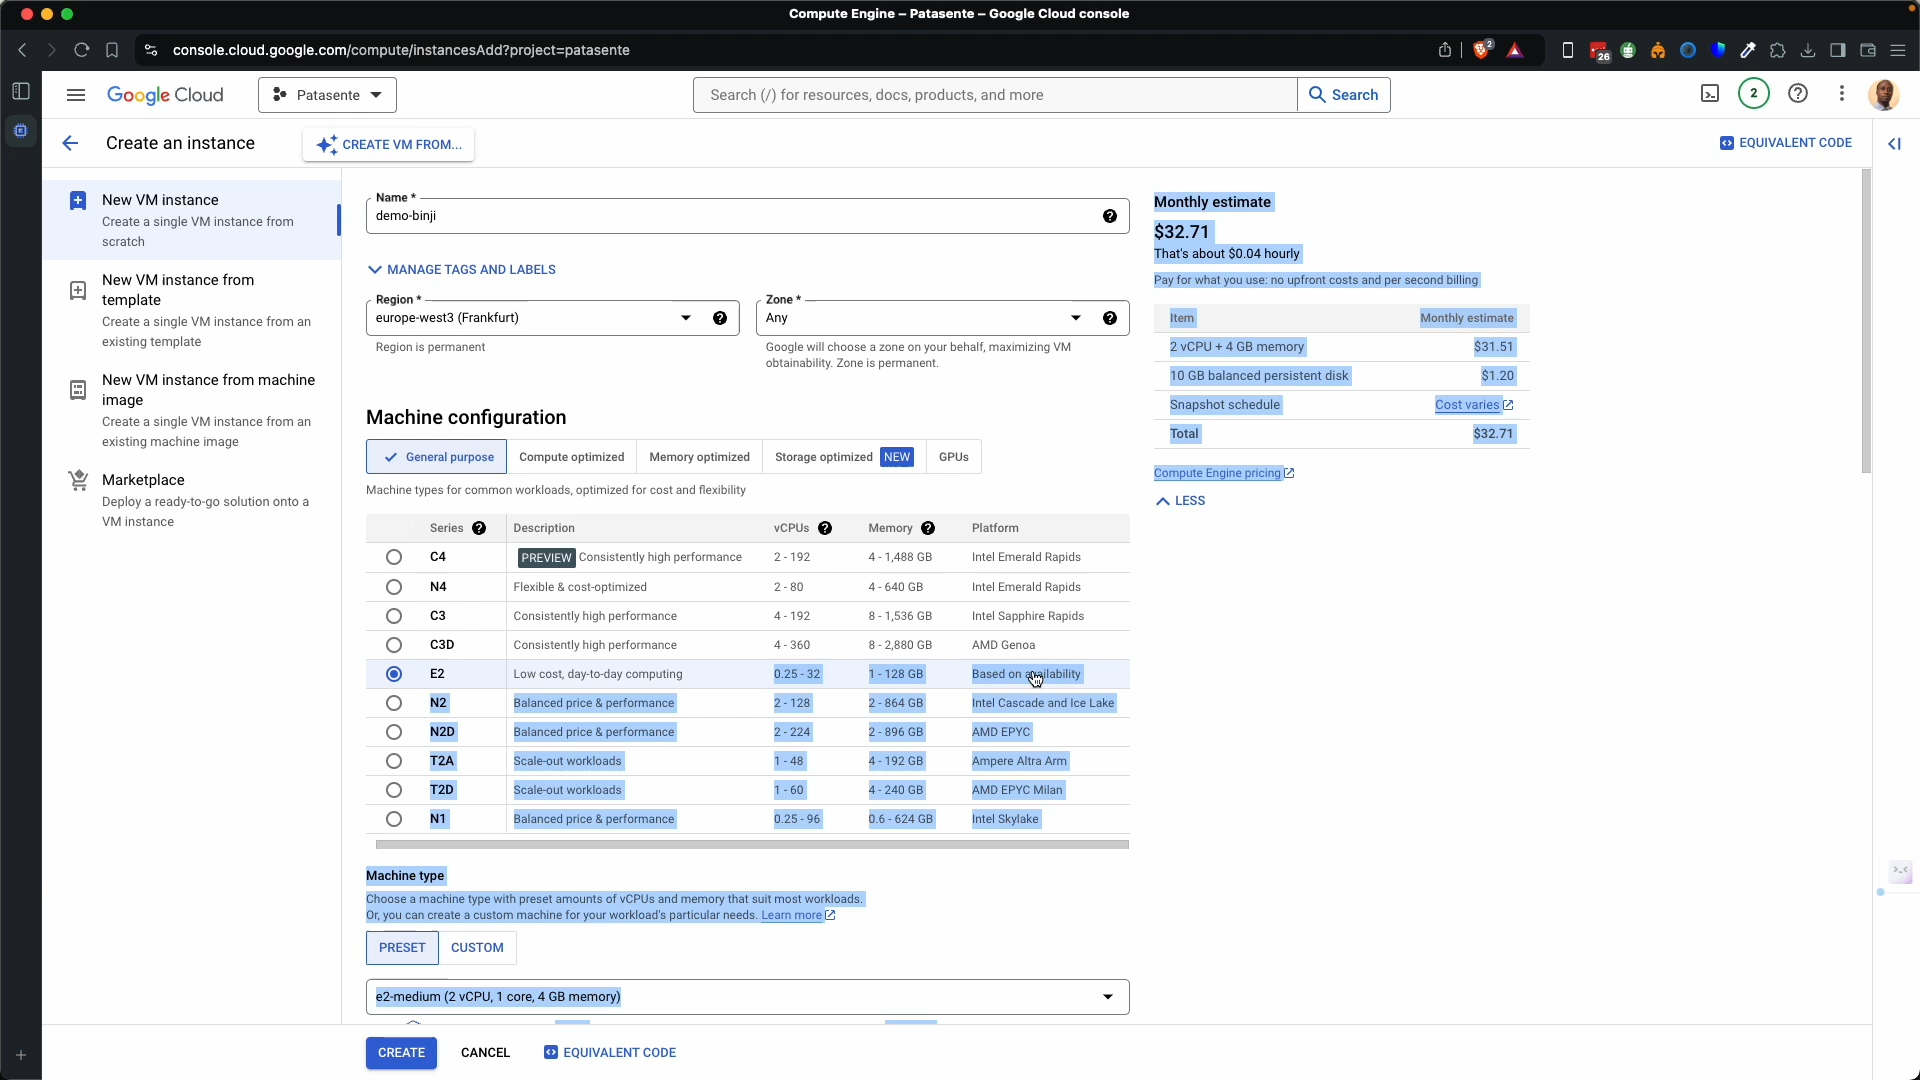 Compute Engine – Patasente – Google Cloud console
console.cloud.google.com/compute/instancesAdd?project=patasente
2
26
Google Cloud
Patasente
Search (/) for resources, docs, products, and more
Search
2
Create an instance
CREATE VM FROM...
EQUIVALENT CODE
New VM instance
Create a single VM instance from
scratch
New VM instance from
template
Create a single VM instance from an
existing template
New VM instance from machine
image
Create a single VM instance from an
existing machine image
Marketplace
Deploy a ready-to-go solution onto a
VM instance
Name *
demo-binji
MANAGE TAGS AND LABELS
Region *
europe-west3 (Frankfurt)
Region is permanent
Zone *
Any
Google will choose a zone on your behalf, maximizing VM
obtainability. Zone is permanent.
Machine configuration
General purpose
Compute optimized
Memory optimized
Storage optimized NEW
GPUs
Machine types for common workloads, optimized for cost and flexibility
Series Description vCPUs Memory Platform
C4 PREVIEW Consistently high performance 2 - 192 4 - 1,488 GB Intel Emerald Rapids
N4 Flexible & cost-optimized 2 - 80 4 - 640 GB Intel Emerald Rapids
C3 Consistently high performance 4 - 192 8 - 1,536 GB Intel Sapphire Rapids
C3D Consistently high performance 4 - 360 8 - 2,880 GB AMD Genoa
E2 Low cost, day-to-day computing 0.25 - 32 1 - 128 GB Based on availability
N2 Balanced price & performance 2 - 128 2 - 864 GB Intel Cascade and Ice Lake
N2D Balanced price & performance 2 - 224 2 - 896 GB AMD EPYC
T2A Scale-out workloads 1 - 48 4 - 192 GB Ampere Altra Arm
T2D Scale-out workloads 1 - 60 4 - 240 GB AMD EPYC Milan
N1 Balanced price & performance 0.25 - 96 0.6 - 624 GB Intel Skylake
Machine type
Choose a machine type with preset amounts of vCPUs and memory that suit most workloads.
Or, you can create a custom machine for your workload's particular needs. Learn more
PRESET
CUSTOM
e2-medium (2 vCPU, 1 core, 4 GB memory)
CREATE
CANCEL
EQUIVALENT CODE
Monthly estimate
$32.71
That's about $0.04 hourly
Pay for what you use: no upfront costs and per second billing
Item Monthly estimate
2 vCPU + 4 GB memory $31.51
10 GB balanced persistent disk $1.20
Snapshot schedule Cost varies
Total $32.71
Compute Engine pricing
LESS